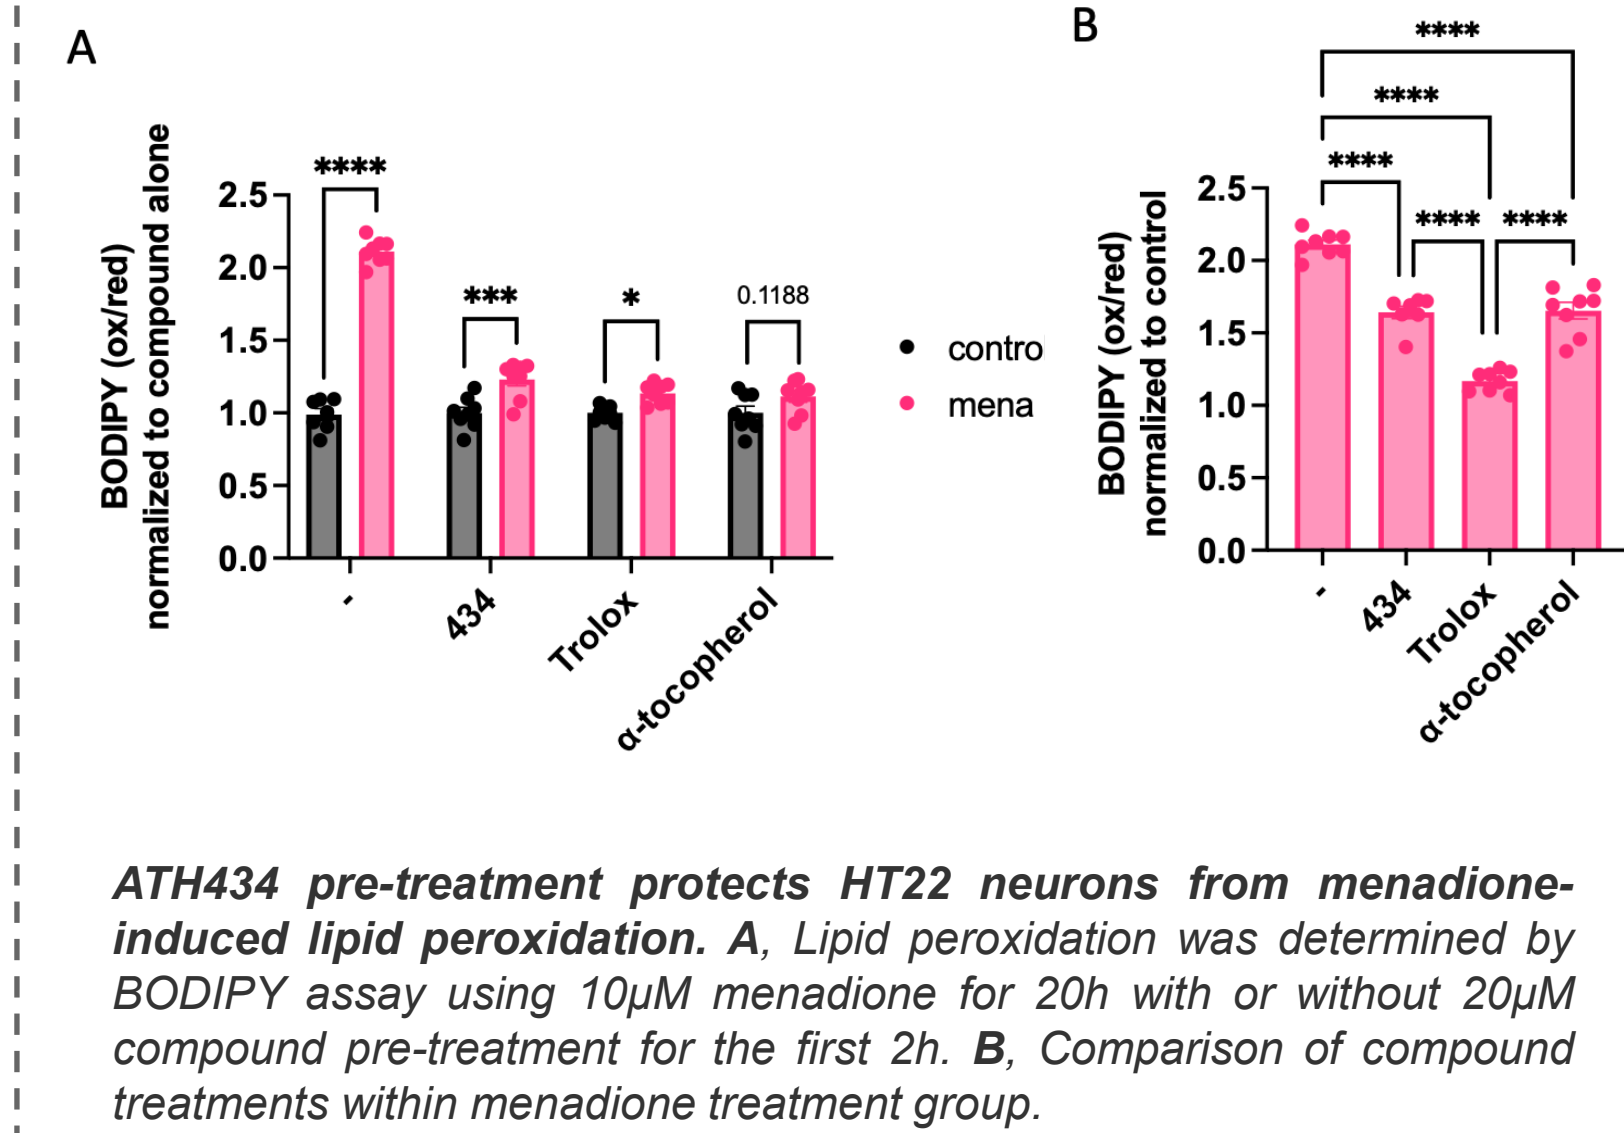 A
BODIPY (ox/red)
normalized to compound alone
2.5
2.0
1.5
1.0
0.5
0.0
****
***
*
0.1188
-
434
Trolox
α-tocopherol
contro
mena
B
BODIPY (ox/red)
normalized to control
2.5
2.0
1.5
1.0
0.5
0.0
****
****
****
****
****
-
434
Trolox
α-tocopherol
ATH434 pre-treatment protects HT22 neurons from menadione-
induced lipid peroxidation. A, Lipid peroxidation was determined by
BODIPY assay using 10µM menadione for 20h with or without 20µM
compound pre-treatment for the first 2h. B, Comparison of compound
treatments within menadione treatment group.